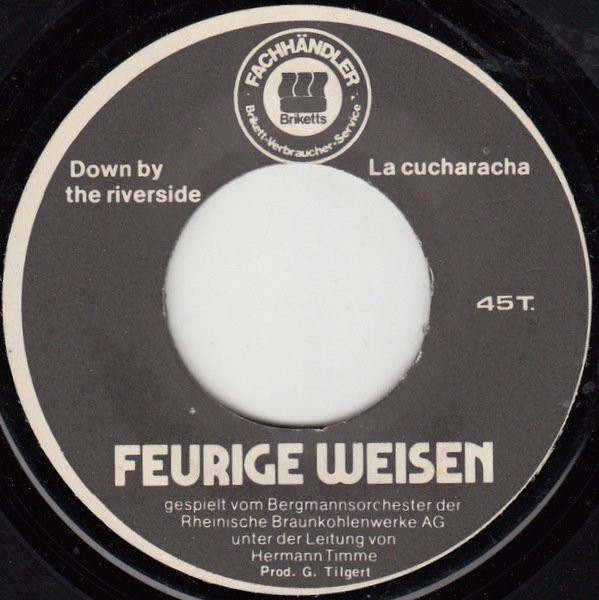 FACHHÄNDLER
Briketts
Brikett-Verbraucher-Service
Down by
the riverside
La cucharacha
45 T.
FEURIGE WEISEN
gespielt vom Bergmannsorchester der
Rheinische Braunkohlenwerke AG
unter der Leitung von
Hermann Timme
Prod. G. Tilgert